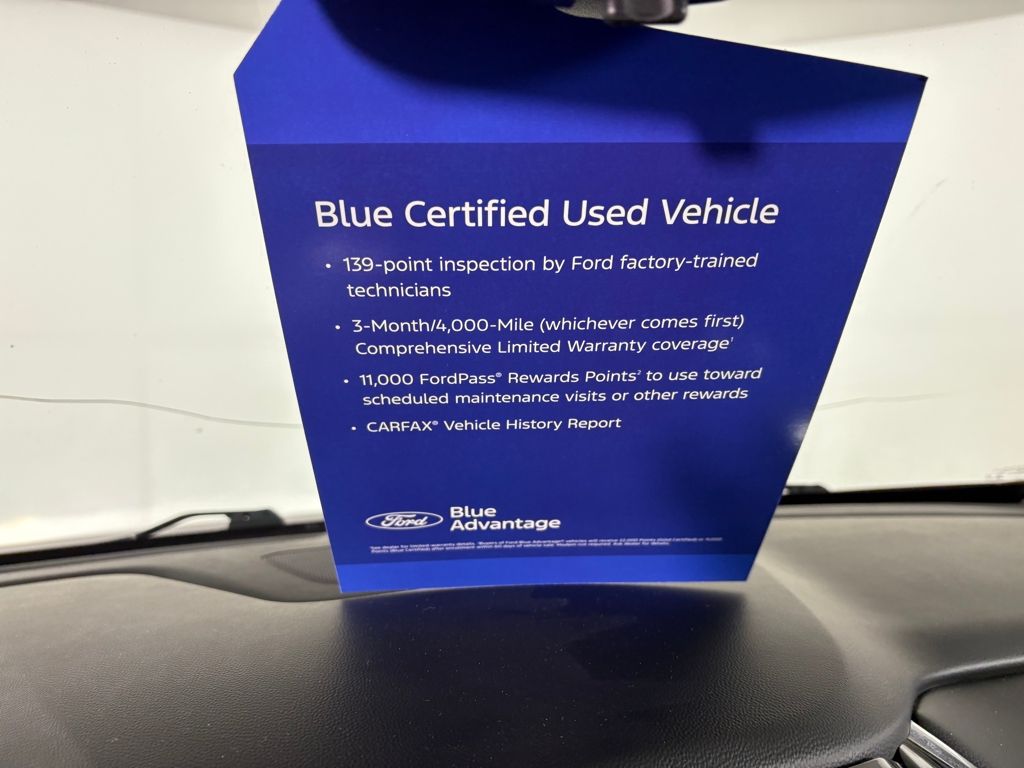 Blue Certified Used Vehicle
• 139-point inspection by Ford factory-trained
technicians
• 3-Month/4,000-Mile (whichever comes first)
Comprehensive Limited Warranty coverage¹
• 11,000 FordPass® Rewards Points² to use toward
scheduled maintenance visits or other rewards
• CARFAX® Vehicle History Report
Ford
Blue
Advantage